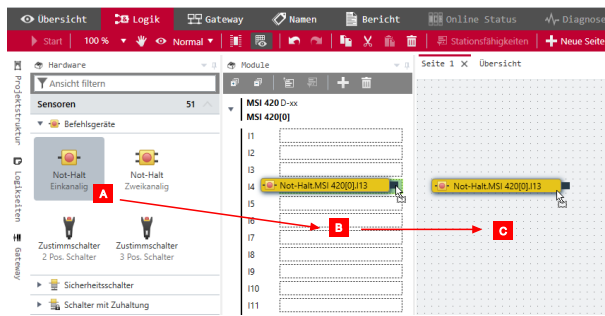 Übersicht Logik Gateway Namen Bericht Online Status Diagnose
Start 100 % Normal Stationsfähigkeiten Neue Seite
Projektstruktur
Logikseiten
Gateway
Hardware
Ansicht filtern
Sensoren 51
Befehlsgeräte
Not-Halt Not-Halt
Einkanalig Zweikanalig
A
Zustimmschalter Zustimmschalter
2 Pos. Schalter 3 Pos. Schalter
Sicherheitsschalter
Schalter mit Zuhaltung
Module
MSI 420 D-xx
MSI 420[0]
I1
I2
I3
I4 Not-Halt.MSI 420[0].I13
I5
I6
I7
B
I8
I9
I10
I11
Seite 1 Übersicht
Not-Halt.MSI 420[0].I13
C